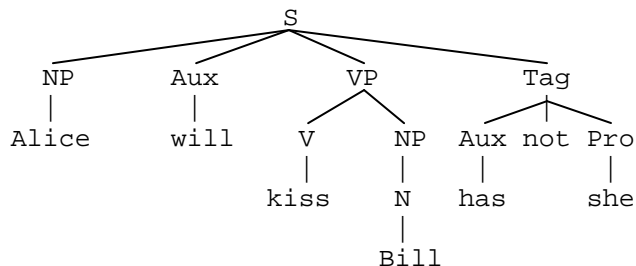 S
NP Aux VP Tag
Alice will V NP Aux not Pro
kiss N has she
Bill